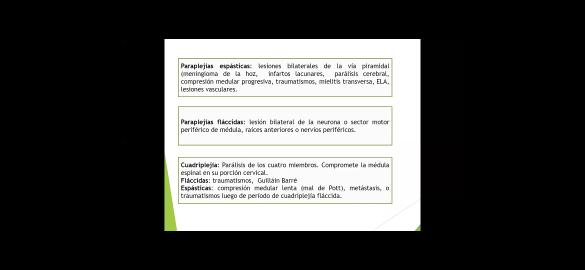 Paraplejías espásticas: lesiones bilaterales de la vía piramidal
(meningioma de la hoz, infartos lacunares, parálisis cerebral,
compresión medular progresiva, traumatismos, mielitis transversa, ELA,
lesiones vasculares.
Paraplejías fláccidas: lesión bilateral de la neurona o sector motor
periférico de médula, raíces anteriores o nervios periféricos.
Cuadriplejía: Parálisis de los cuatro miembros. Compromete la médula
espinal en su porción cervical.
Fláccidas: traumatismos, Guilláin Barré
Espásticas: compresión medular lenta (mal de Pott), metástasis, o
traumatismos luego de período de cuadriplejía fláccida.